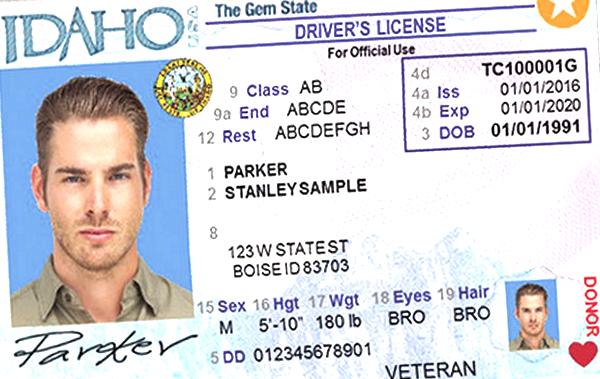 IDAHO USA
The Gem State
DRIVER'S LICENSE
For Official Use
9 Class AB
9a End ABCDE
12 Rest ABCDEFGH
4d TC100001G
4a Iss 01/01/2016
4b Exp 01/01/2020
3 DOB 01/01/1991
1 PARKER
2 STANLEYSAMPLE
8
123 W STATE ST
BOISE ID 83703
15 Sex 16 Hgt 17 Wgt 18 Eyes 19 Hair
M 5'-10" 180 lb BRO BRO
5 DD 012345678901
VETERAN
DONOR
Parker